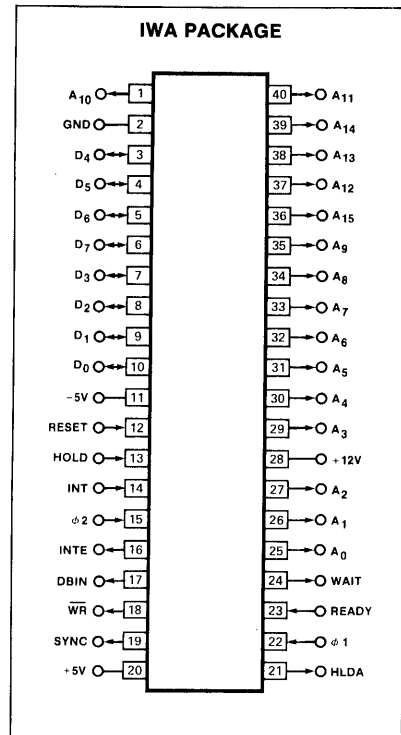 IWA PACKAGE
A10 1 40 A11
GND 2 39 A14
D4 3 38 A13
D5 4 37 A12
D6 5 36 A15
D7 6 35 A9
D3 7 34 A8
D2 8 33 A7
D1 9 32 A6
D0 10 31 A5
-5V 11 30 A4
RESET 12 29 A3
HOLD 13 28 +12V
INT 14 27 A2
ϕ2 15 26 A1
INTE 16 25 A0
DBIN 17 24 WAIT
W̅R̅ 18 23 READY
SYNC 19 22 ϕ1
+5V 20 21 HLDA